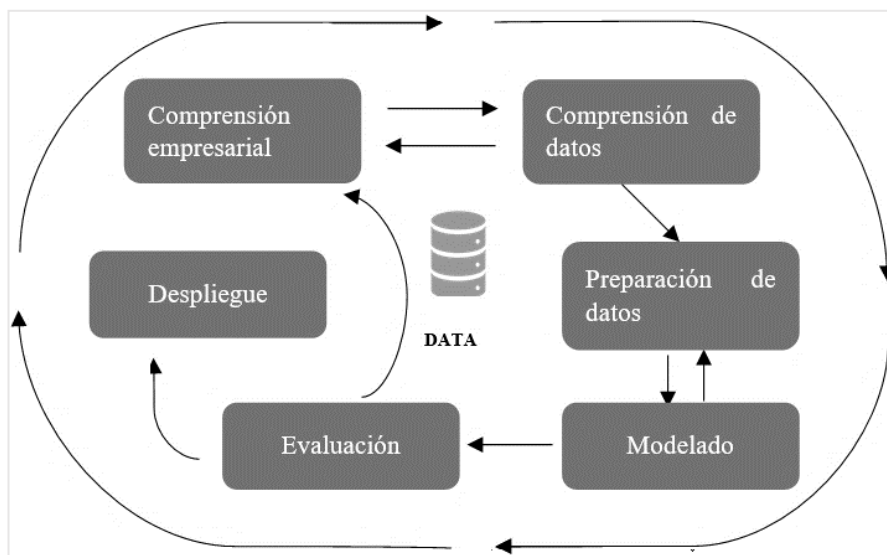 Comprensión
empresarial
Comprensión de
datos
Despliegue
Preparación de
datos
DATA
Evaluación
Modelado